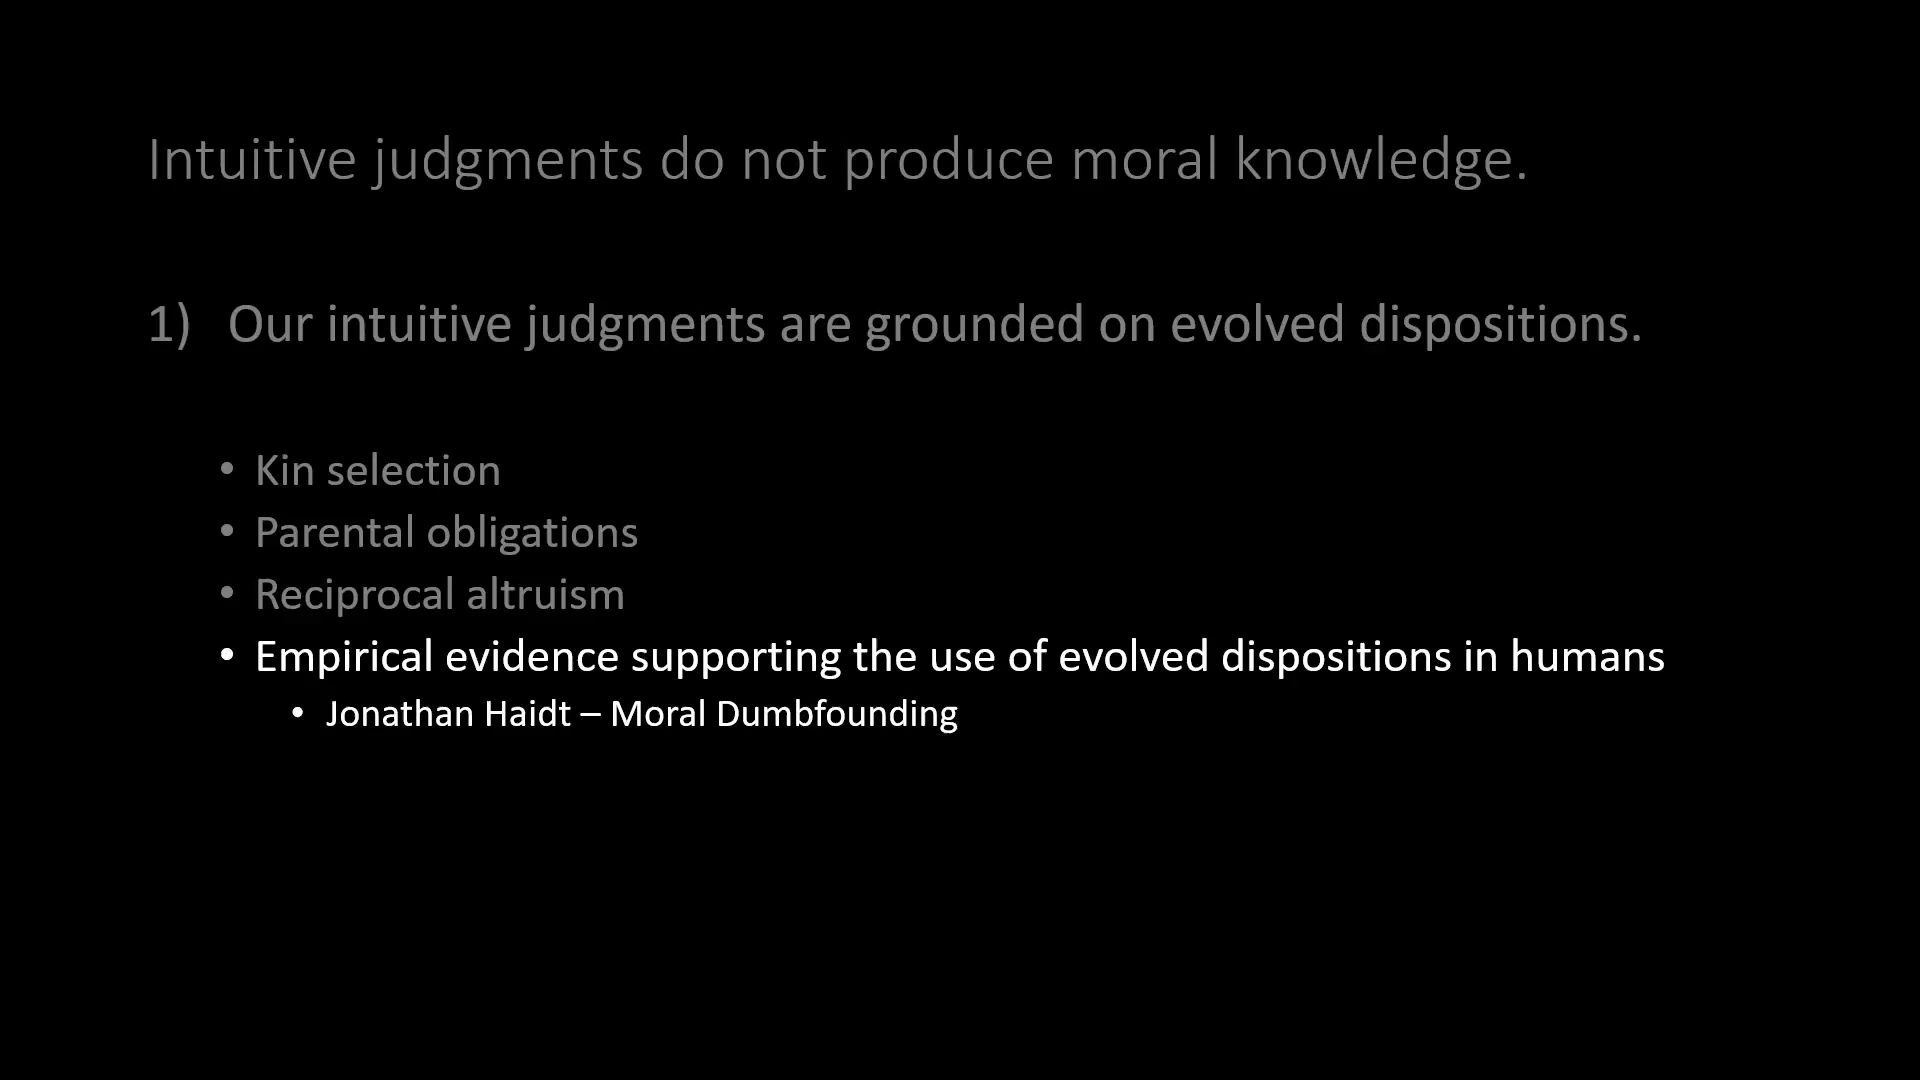 Intuitive judgments do not produce moral knowledge.
1) Our intuitive judgments are grounded on evolved dispositions.
• Kin selection
• Parental obligations
• Reciprocal altruism
• Empirical evidence supporting the use of evolved dispositions in humans
• Jonathan Haidt – Moral Dumbfounding